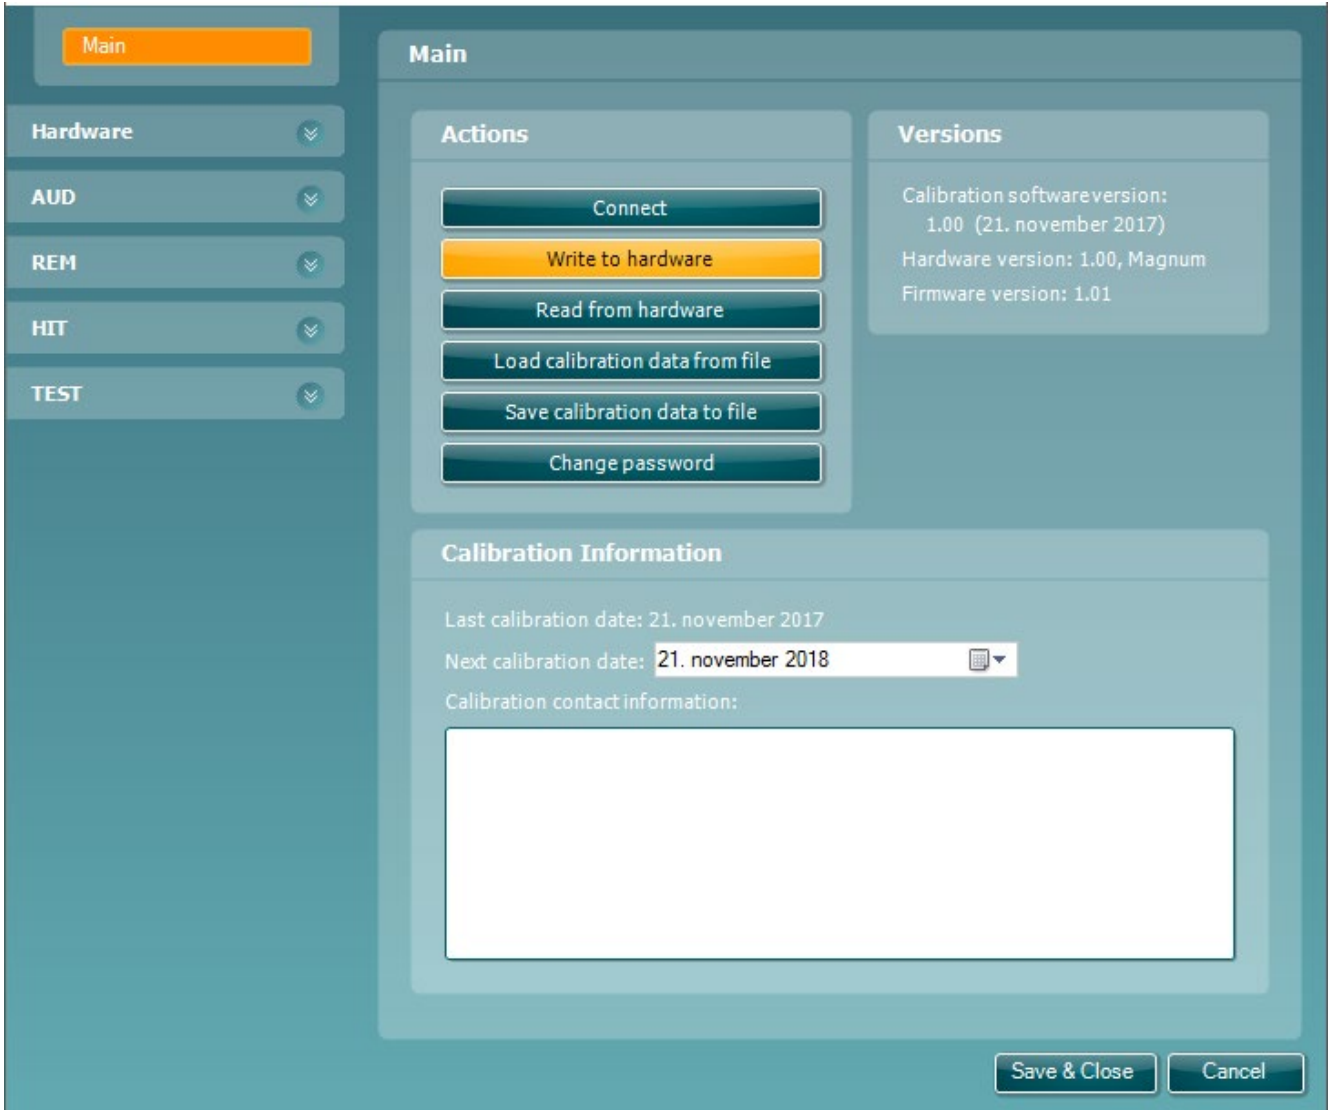 Main
Hardware
AUD
REM
HIT
TEST
Main
Actions
Connect
Write to hardware
Read from hardware
Load calibration data from file
Save calibration data to file
Change password
Versions
Calibration softwareversion:
1.00 (21. november 2017)
Hardware version: 1.00, Magnum
Firmware version: 1.01
Calibration Information
Last calibration date: 21. november 2017
Next calibration date: 21. november 2018
Calibration contact information:
Save & Close
Cancel